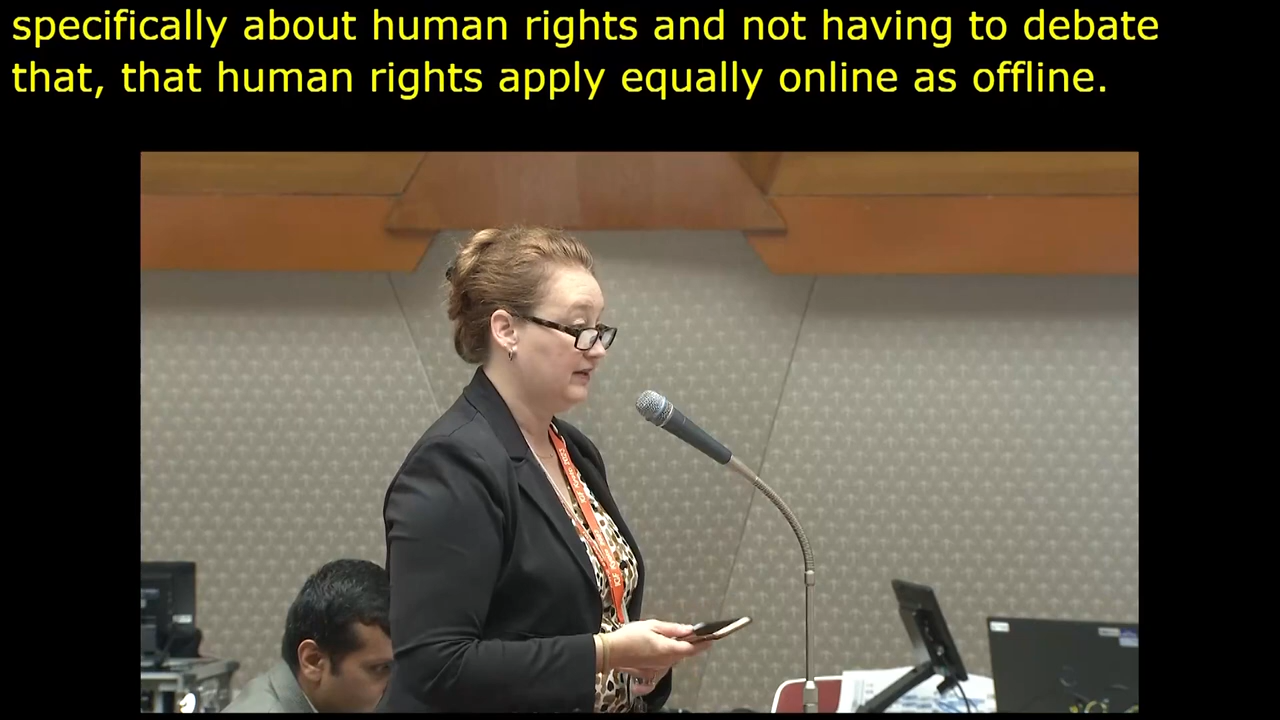 specifically about human rights and not having to debate
that, that human rights apply equally online as offline.